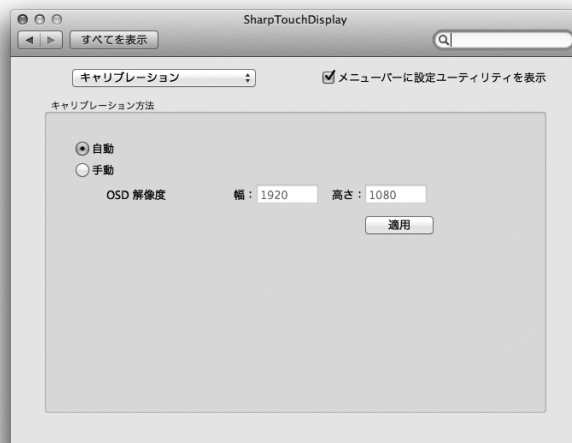 SharpTouchDisplay
すべてを表示
キャリブレーション
メニューバーに設定ユーティリティを表示
キャリブレーション方法
自動
手動
OSD 解像度 幅： 1920 高さ： 1080
適用